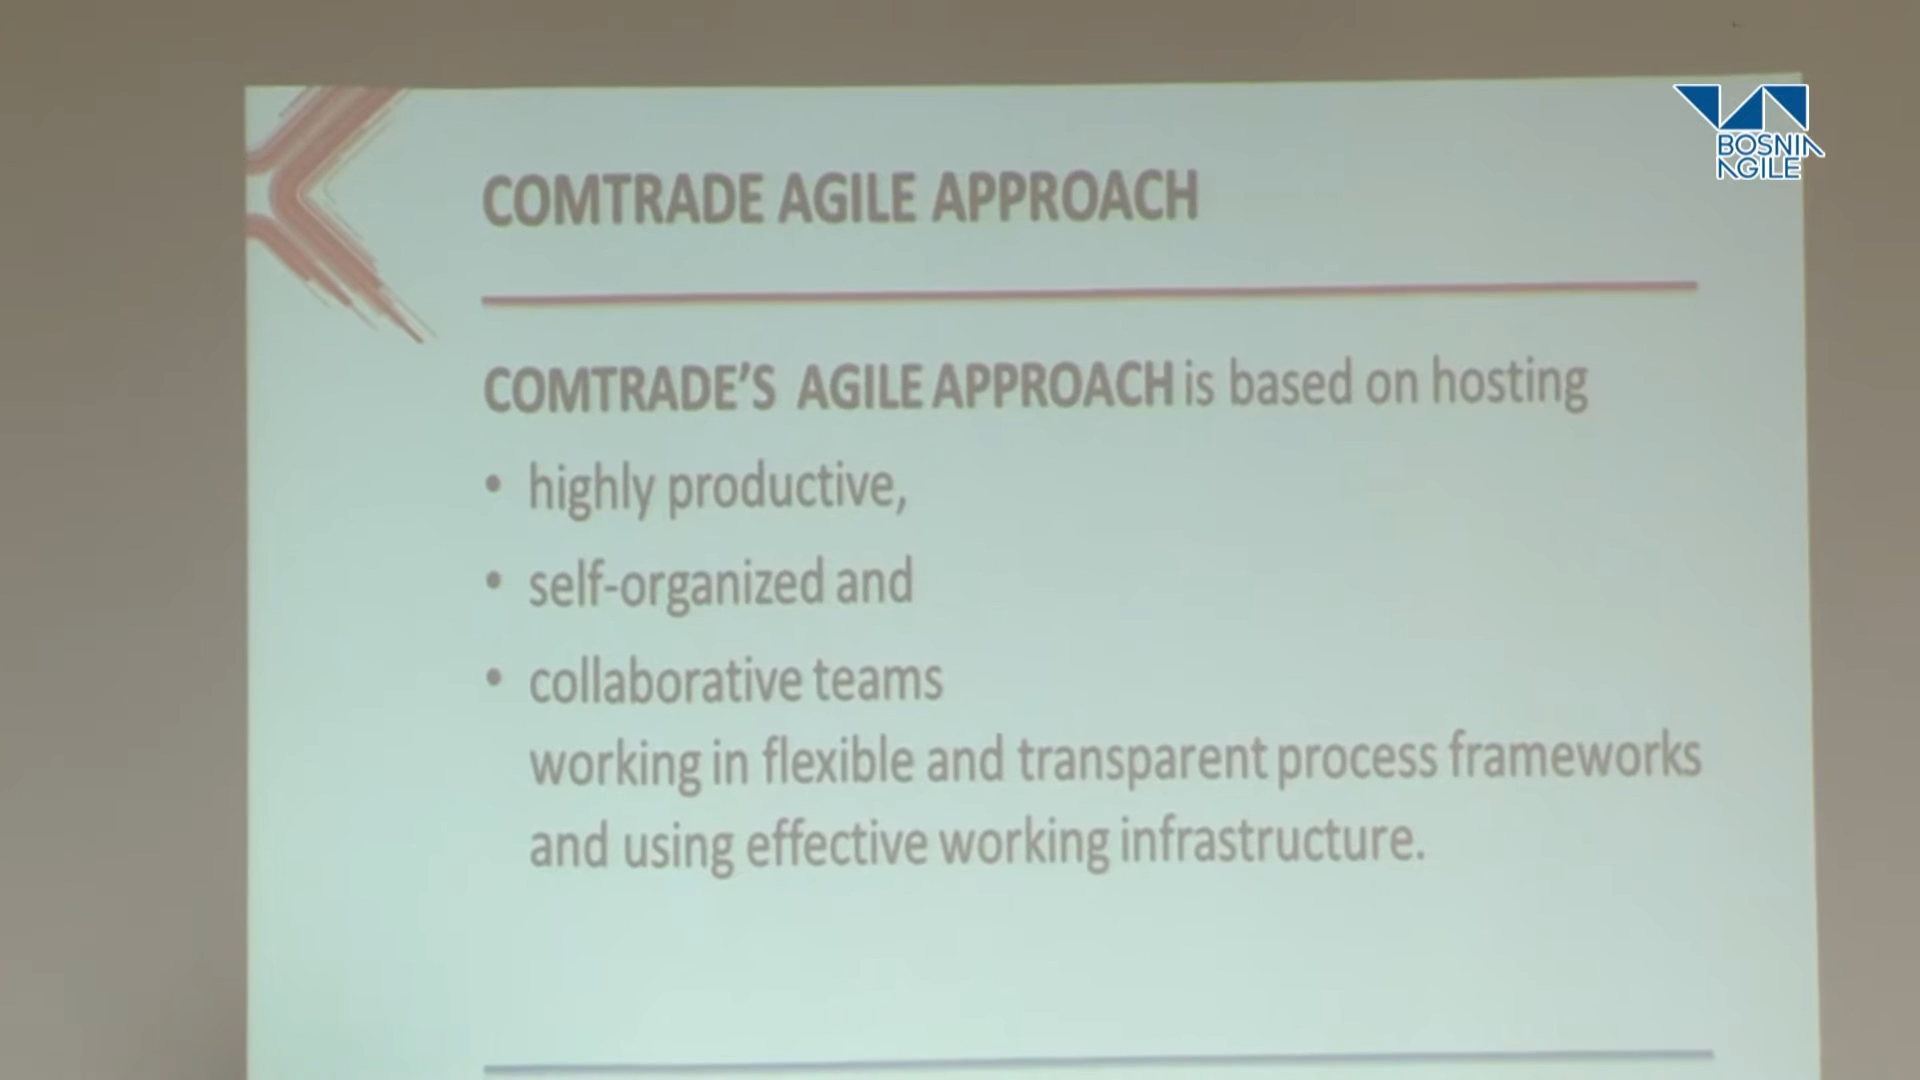 BOSNIA
AGILE
COMTRADE AGILE APPROACH
COMTRADE'S AGILE APPROACH is based on hosting
• highly productive,
• self-organized and
• collaborative teams
working in flexible and transparent process frameworks
and using effective working infrastructure.